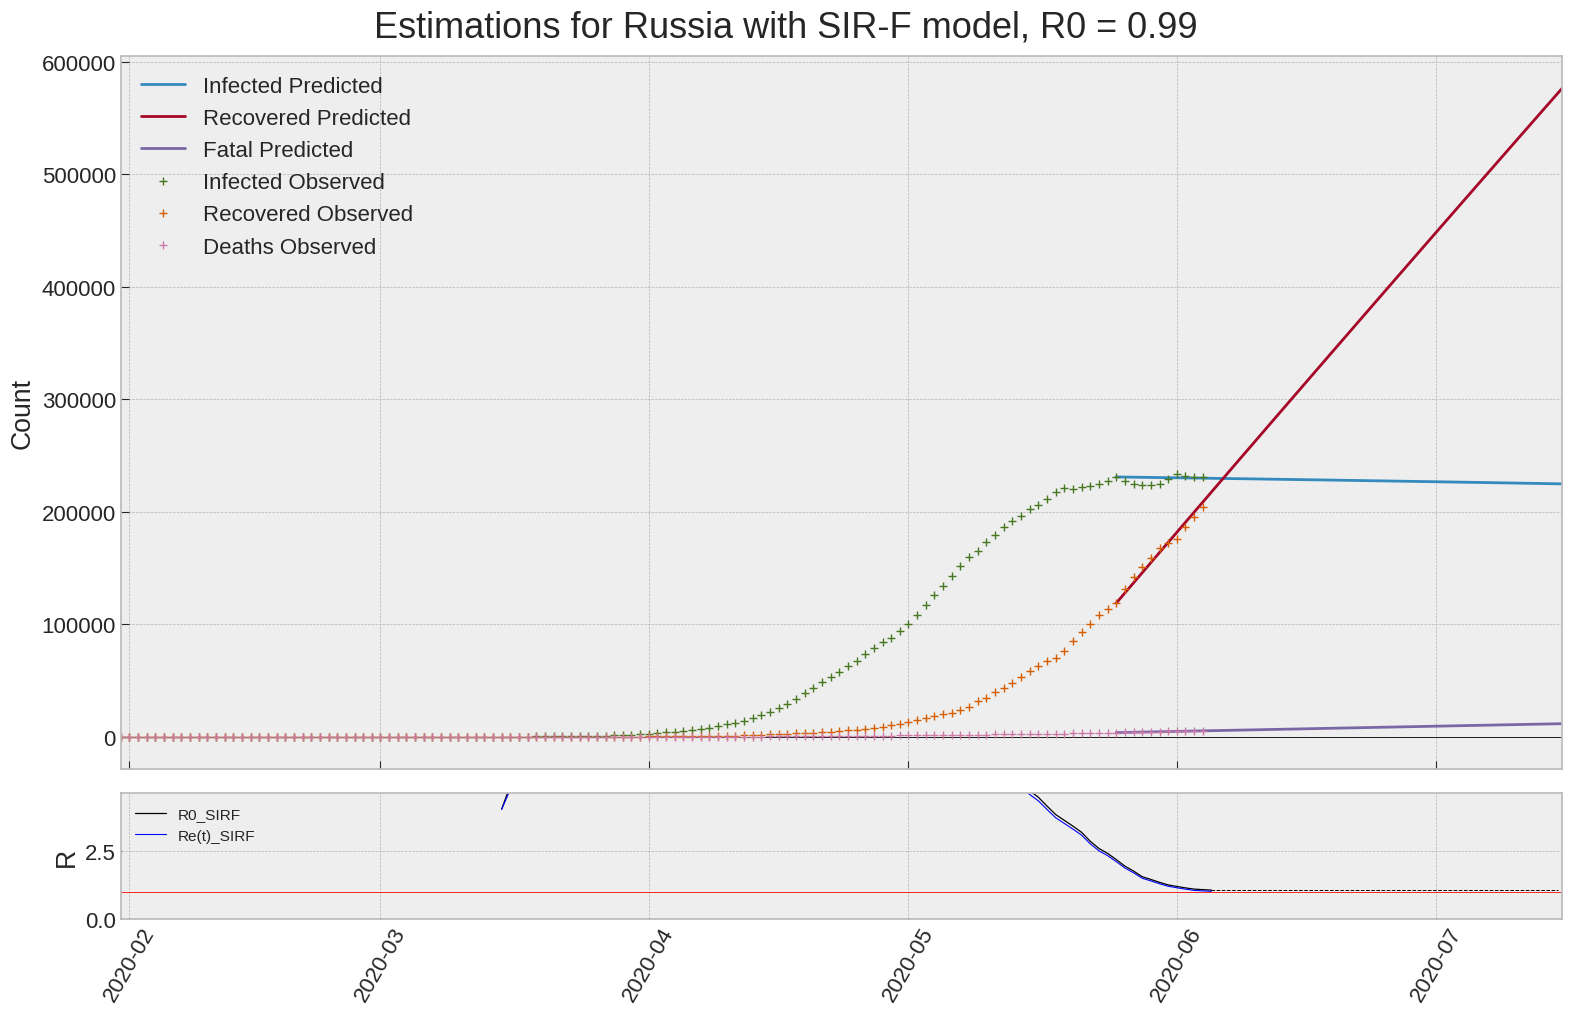 Estimations for Russia with SIR-F model, R0 = 0.99
600000
500000
400000
300000
200000
100000
0
Count
Infected Predicted
Recovered Predicted
Fatal Predicted
Infected Observed
Recovered Observed
Deaths Observed
R0_SIRF
Re(t)_SIRF
R
2.5
0.0
2020-02
2020-03
2020-04
2020-05
2020-06
2020-07